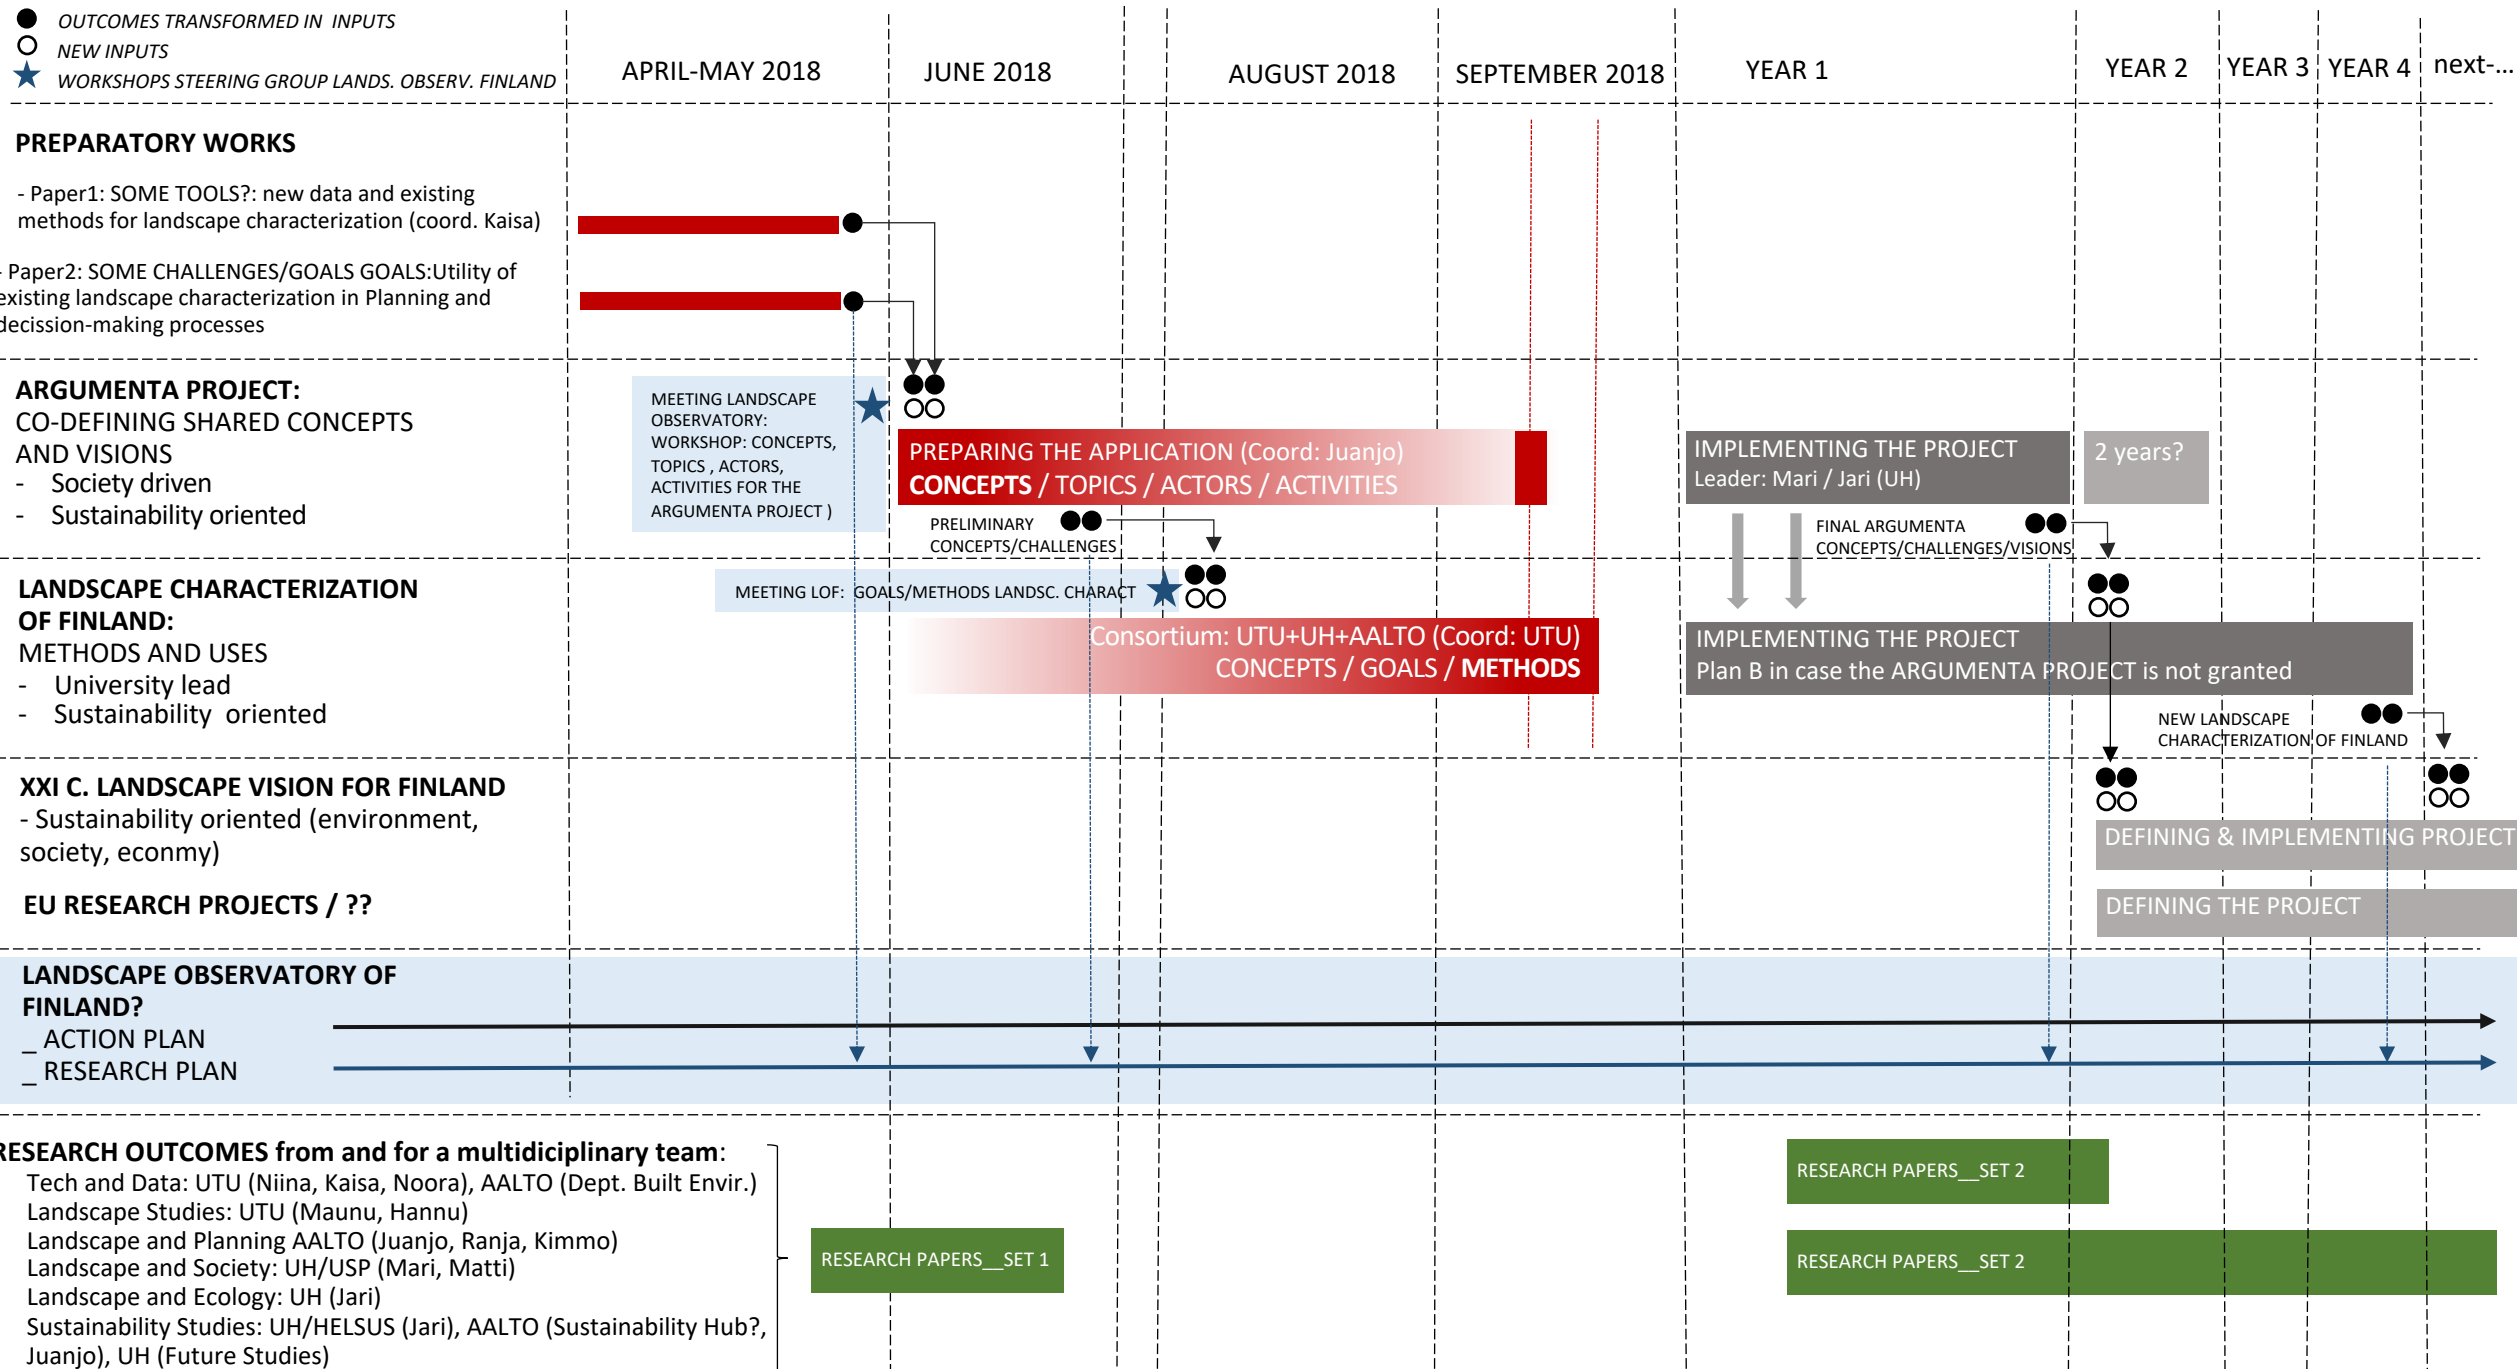 OUTCOMES TRANSFORMED IN INPUTS
NEW INPUTS
WORKSHOPS STEERING GROUP LANDS. OBSERV. FINLAND
APRIL-MAY 2018
JUNE 2018
AUGUST 2018
SEPTEMBER 2018
YEAR 1
YEAR 2
YEAR 3
YEAR 4
next-...
PREPARATORY WORKS
- Paper1: SOME TOOLS?: new data and existing
methods for landscape characterization (coord. Kaisa)
- Paper2: SOME CHALLENGES/GOALS GOALS:Utility of
existing landscape characterization in Planning and
decission-making processes
ARGUMENTA PROJECT:
CO-DEFINING SHARED CONCEPTS
AND VISIONS
- Society driven
- Sustainability oriented
MEETING LANDSCAPE
OBSERVATORY:
WORKSHOP: CONCEPTS,
TOPICS , ACTORS,
ACTIVITIES FOR THE
ARGUMENTA PROJECT )
PREPARING THE APPLICATION (Coord: Juanjo)
CONCEPTS / TOPICS / ACTORS / ACTIVITIES
PRELIMINARY
CONCEPTS/CHALLENGES
IMPLEMENTING THE PROJECT
Leader: Mari / Jari (UH)
2 years?
FINAL ARGUMENTA
CONCEPTS/CHALLENGES/VISIONS
LANDSCAPE CHARACTERIZATION
OF FINLAND:
METHODS AND USES
- University lead
- Sustainability oriented
MEETING LOF: GOALS/METHODS LANDSC. CHARACT
Consortium: UTU+UH+AALTO (Coord: UTU)
CONCEPTS / GOALS / METHODS
IMPLEMENTING THE PROJECT
Plan B in case the ARGUMENTA PROJECT is not granted
NEW LANDSCAPE
CHARACTERIZATION OF FINLAND
XXI C. LANDSCAPE VISION FOR FINLAND
- Sustainability oriented (environment,
society, econmy)
DEFINING & IMPLEMENTING PROJECT
EU RESEARCH PROJECTS / ??
DEFINING THE PROJECT
LANDSCAPE OBSERVATORY OF
FINLAND?
_ ACTION PLAN
_ RESEARCH PLAN
RESEARCH OUTCOMES from and for a multidiciplinary team:
Tech and Data: UTU (Niina, Kaisa, Noora), AALTO (Dept. Built Envir.)
Landscape Studies: UTU (Maunu, Hannu)
Landscape and Planning AALTO (Juanjo, Ranja, Kimmo)
Landscape and Society: UH/USP (Mari, Matti)
Landscape and Ecology: UH (Jari)
Sustainability Studies: UH/HELSUS (Jari), AALTO (Sustainability Hub?,
Juanjo), UH (Future Studies)
RESEARCH PAPERS__SET 1
RESEARCH PAPERS__SET 2
RESEARCH PAPERS__SET 2